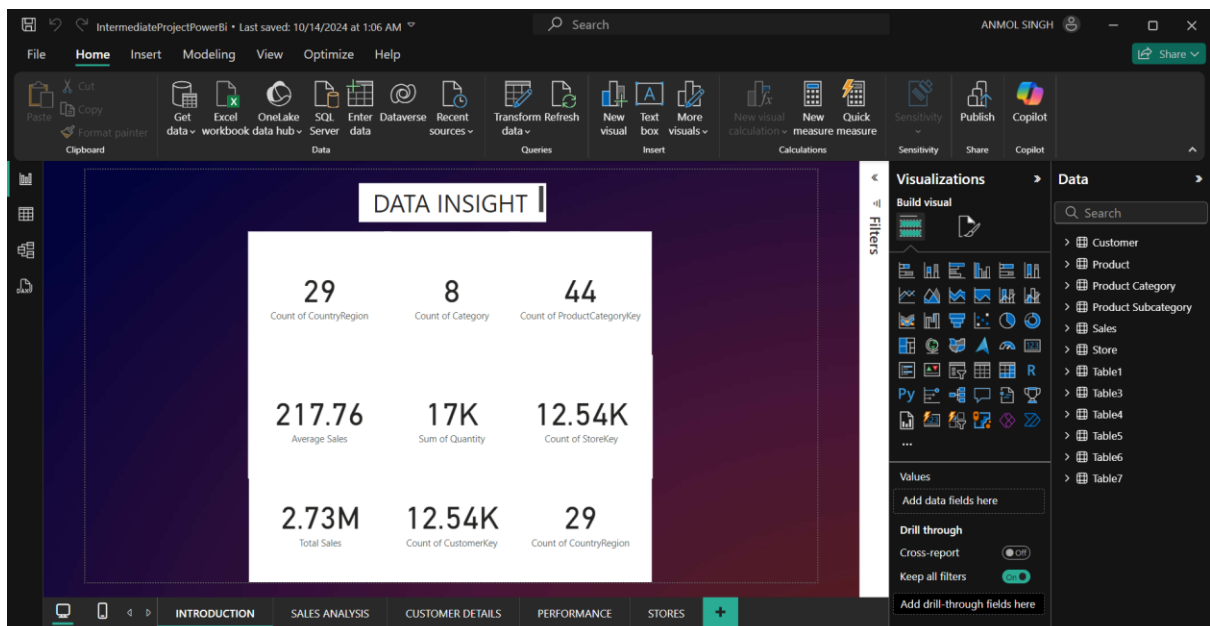 IntermediateProjectPowerBi • Last saved: 10/14/2024 at 1:06 AM
Search
ANMOL SINGH
File Home Insert Modeling View Optimize Help
Share
Paste
Cut
Copy
Format painter
Clipboard
Get data
Excel workbook
OneLake data hub
SQL Server
Enter data
Dataverse
Recent sources
Data
Transform data
Refresh
Queries
New visual
Text box
More visuals
Insert
New visual calculation
New measure
Quick measure
Calculations
Sensitivity
Sensitivity
Publish
Share
Copilot
Copilot
DATA INSIGHT
29 8 44
Count of CountryRegion Count of Category Count of ProductCategoryKey
217.76 17K 12.54K
Average Sales Sum of Quantity Count of StoreKey
2.73M 12.54K 29
Total Sales Count of CustomerKey Count of CountryRegion
Filters
Visualizations
Build visual
R
Py
123
...
Values
Add data fields here
Drill through
Cross-report Off
Keep all filters On
Add drill-through fields here
Data
Search
Customer
Product
Product Category
Product Subcategory
Sales
Store
Table1
Table3
Table4
Table5
Table6
Table7
DAX
INTRODUCTION SALES ANALYSIS CUSTOMER DETAILS PERFORMANCE STORES +